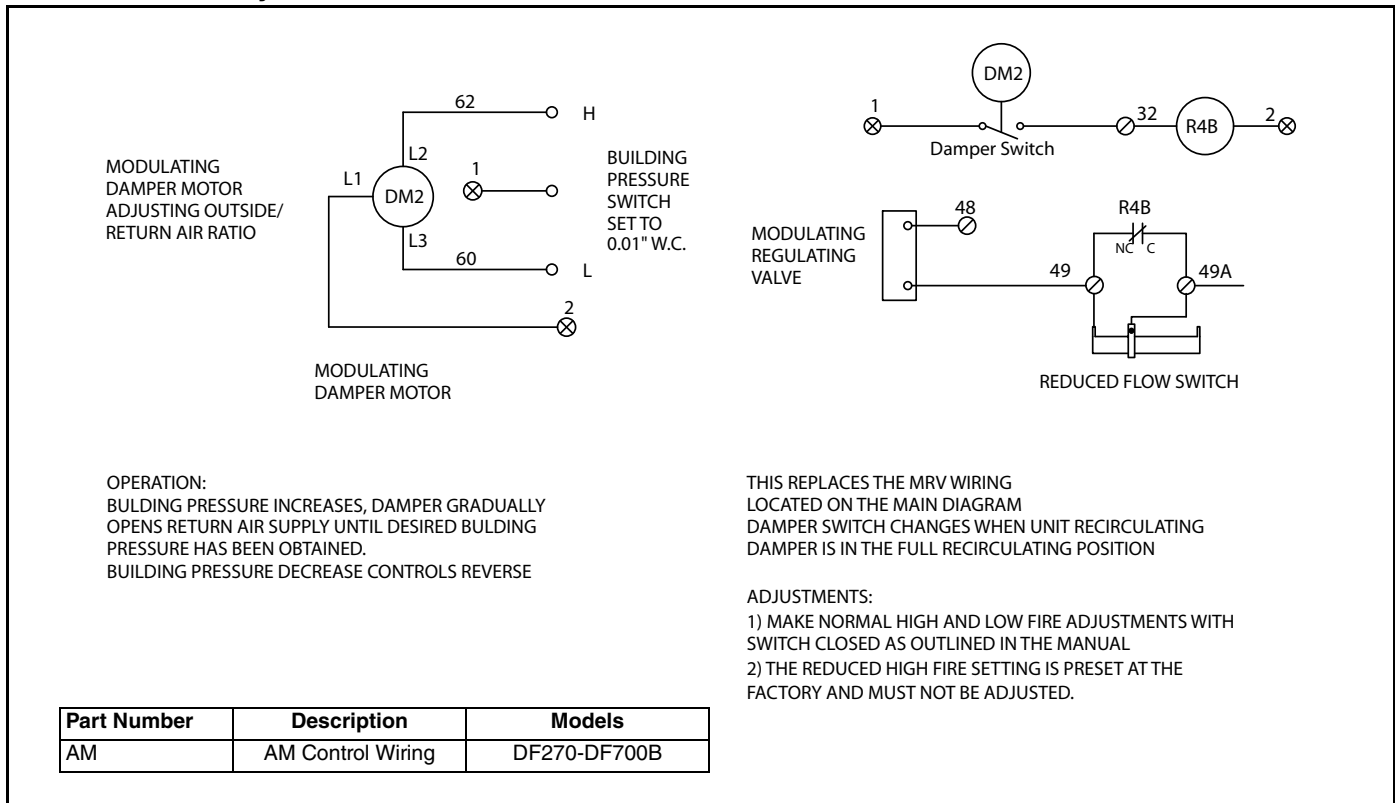 MODULATING
DAMPER MOTOR
ADJUSTING OUTSIDE/
RETURN AIR RATIO
62
H
L2
L1
DM2
1
L3
60
L
2
BUILDING
PRESSURE
SWITCH
SET TO
0.01" W.C.
MODULATING
DAMPER MOTOR
DM2
1
32
R4B
2
Damper Switch
MODULATING
REGULATING
VALVE
48
R4B
NC C
49
49A
REDUCED FLOW SWITCH
OPERATION:
BULDING PRESSURE INCREASES, DAMPER GRADUALLY
OPENS RETURN AIR SUPPLY UNTIL DESIRED BULDING
PRESSURE HAS BEEN OBTAINED.
BUILDING PRESSURE DECREASE CONTROLS REVERSE
THIS REPLACES THE MRV WIRING
LOCATED ON THE MAIN DIAGRAM
DAMPER SWITCH CHANGES WHEN UNIT RECIRCULATING
DAMPER IS IN THE FULL RECIRCULATING POSITION
ADJUSTMENTS:
1) MAKE NORMAL HIGH AND LOW FIRE ADJUSTMENTS WITH
SWITCH CLOSED AS OUTLINED IN THE MANUAL
2) THE REDUCED HIGH FIRE SETTING IS PRESET AT THE
FACTORY AND MUST NOT BE ADJUSTED.
Part Number Description Models
AM AM Control Wiring DF270-DF700B